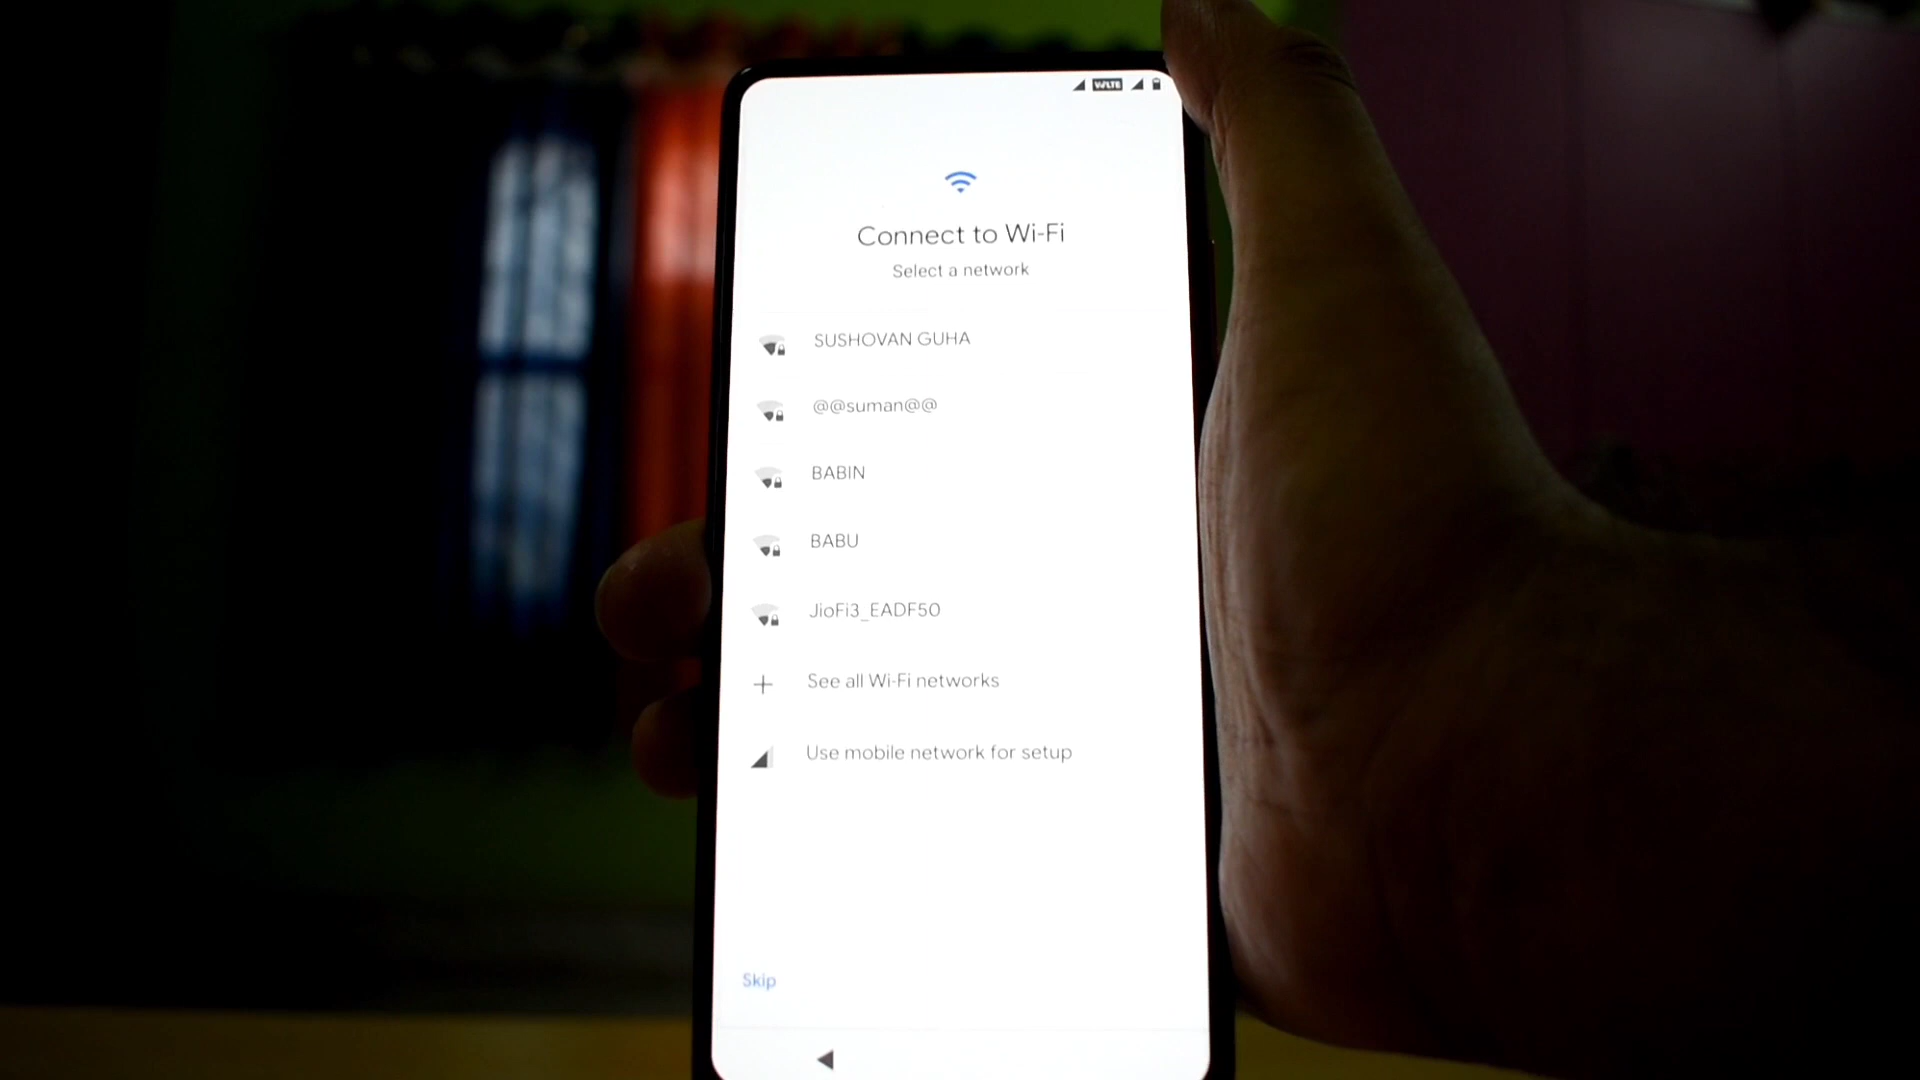 VoLTE
Connect to Wi-Fi
Select a network
SUSHOVAN GUHA
@@suman@@
BABIN
BABU
JioFi3_EADF50
See all Wi-Fi networks
Use mobile network for setup
Skip